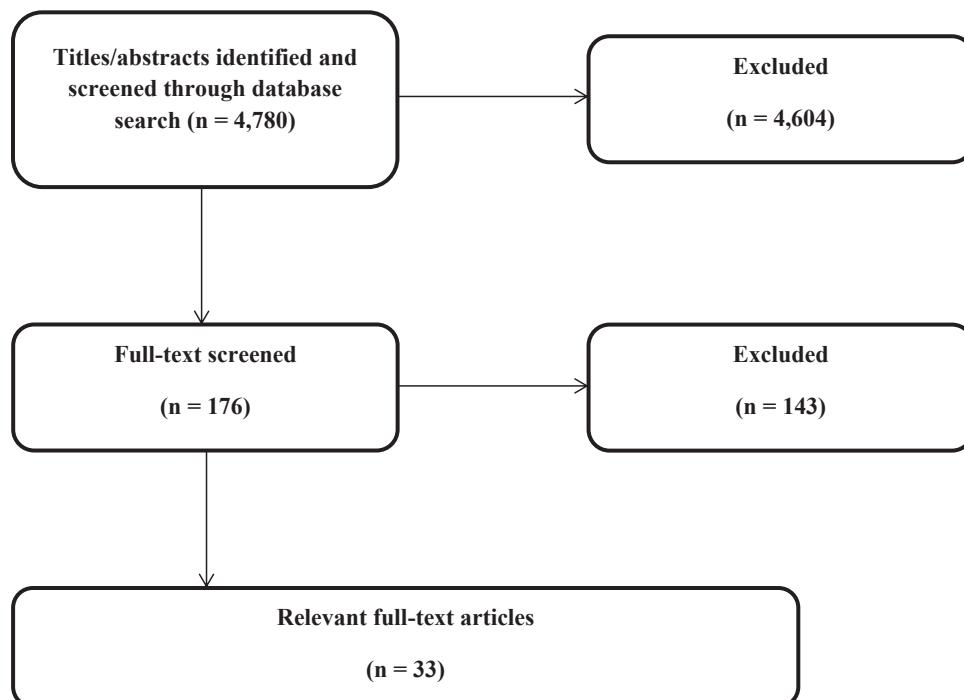 Titles/abstracts identified and
screened through database
search (n = 4,780)
Excluded
(n = 4,604)
Full-text screened
(n = 176)
Excluded
(n = 143)
Relevant full-text articles
(n = 33)